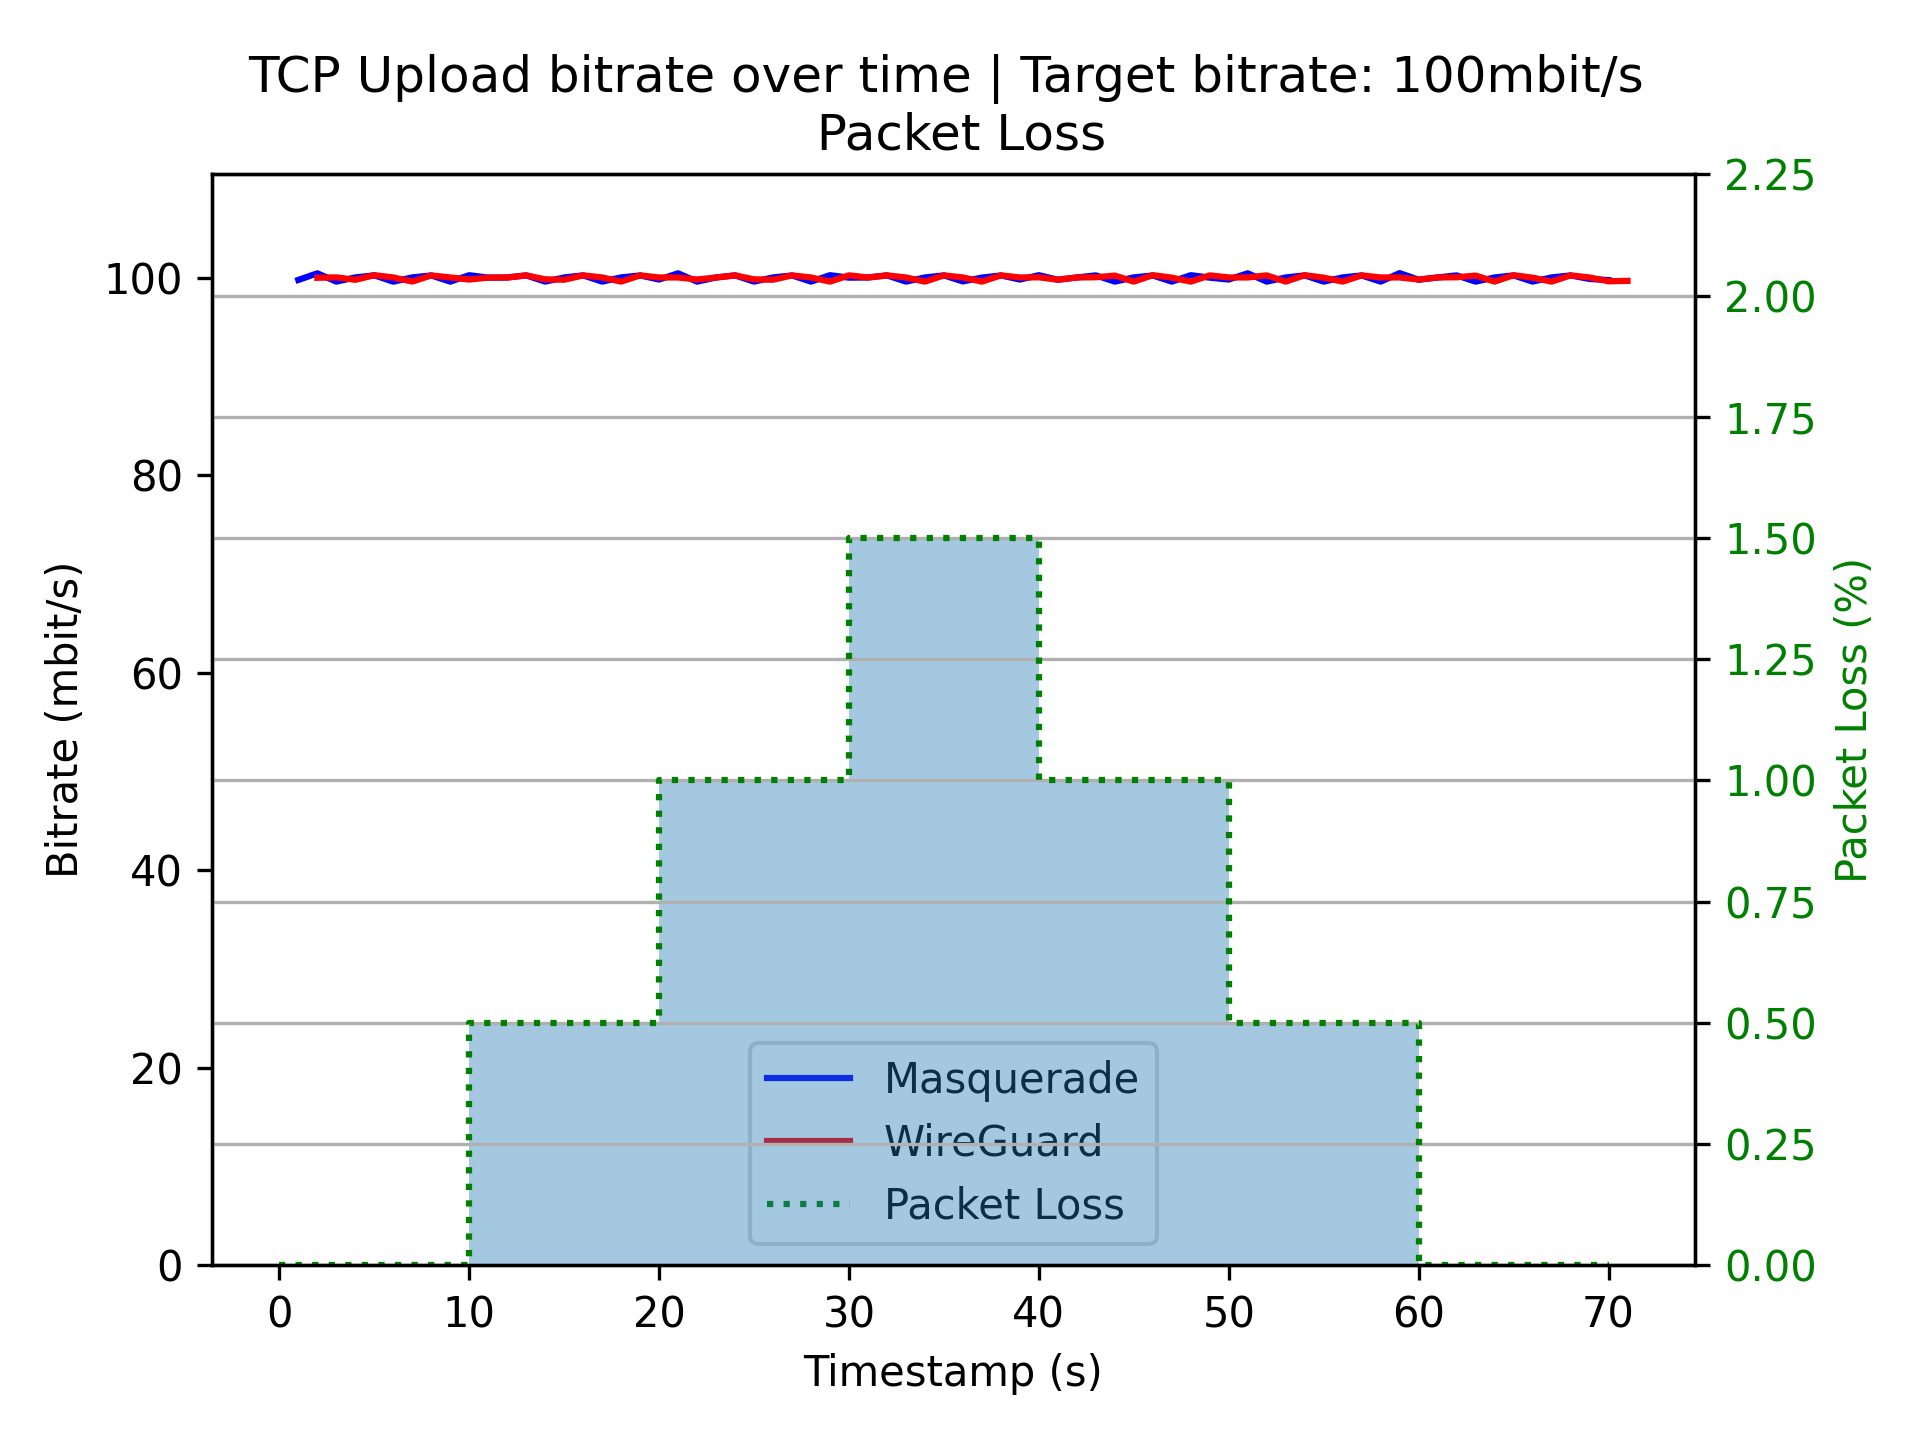 TCP Upload bitrate over time | Target bitrate: 100mbit/s
Packet Loss
Bitrate (mbit/s)
100
80
60
40
20
0
2.25
2.00
1.75
1.50
1.25
1.00
0.75
0.50
0.25
0.00
Packet Loss (%)
Masquerade
WireGuard
Packet Loss
0 10 20 30 40 50 60 70
Timestamp (s)